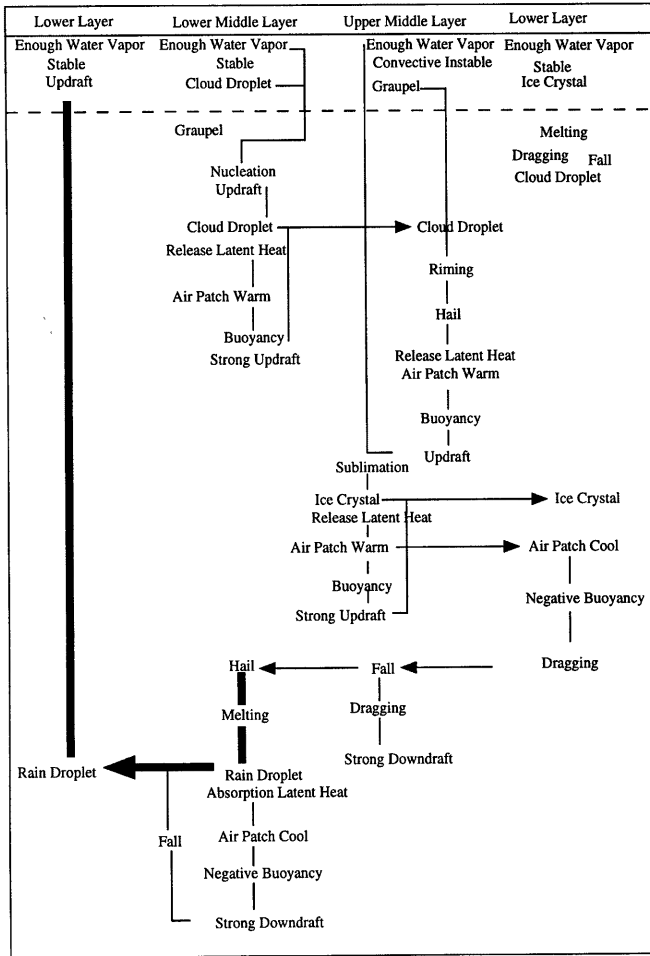 Lower Layer
Lower Middle Layer
Upper Middle Layer
Lower Layer
Enough Water Vapor
Stable
Updraft
Enough Water Vapor
Stable
Cloud Droplet
Enough Water Vapor
Convective Instable
Graupel
Enough Water Vapor
Stable
Ice Crystal
Graupel
Nucleation
Updraft
Cloud Droplet
Release Latent Heat
Air Patch Warm
Buoyancy
Strong Updraft
Cloud Droplet
Riming
Hail
Release Latent Heat
Air Patch Warm
Buoyancy
Updraft
Melting
Dragging
Fall
Cloud Droplet
Sublimation
Ice Crystal
Release Latent Heat
Air Patch Warm
Buoyancy
Strong Updraft
Ice Crystal
Air Patch Cool
Negative Buoyancy
Dragging
Fall
Dragging
Strong Downdraft
Hail
Melting
Rain Droplet
Absorption Latent Heat
Air Patch Cool
Negative Buoyancy
Strong Downdraft
Fall
Rain Droplet